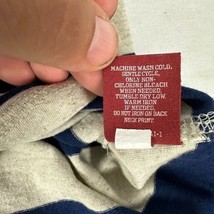 MACHINE WASH COLD,
GENTLE CYCLE,
ONLY NON-
CHLORINE BLEACH
WHEN NEEDED,
TUMBLE DRY LOW,
WARM IRON
IF NEEDED,
DO NOT IRON ON BACK
NECK PRINT